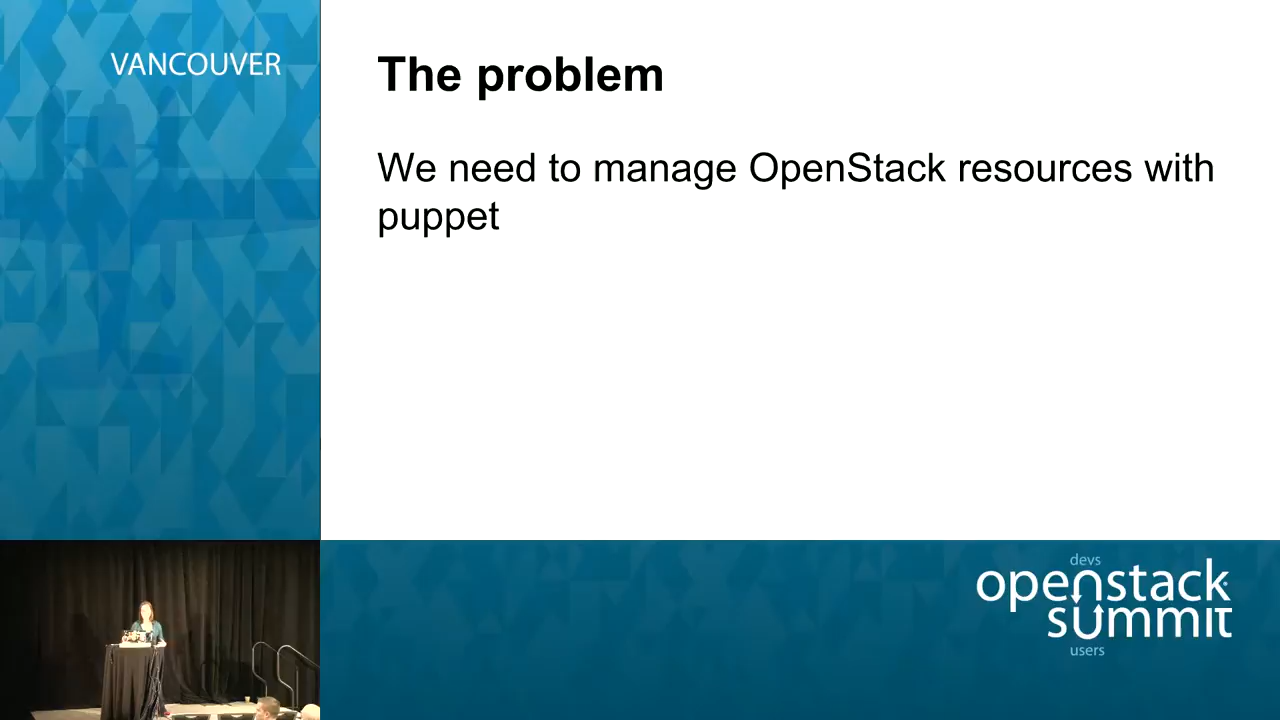 VANCOUVER
The problem
We need to manage OpenStack resources with
puppet
devs
openstack
summit
users